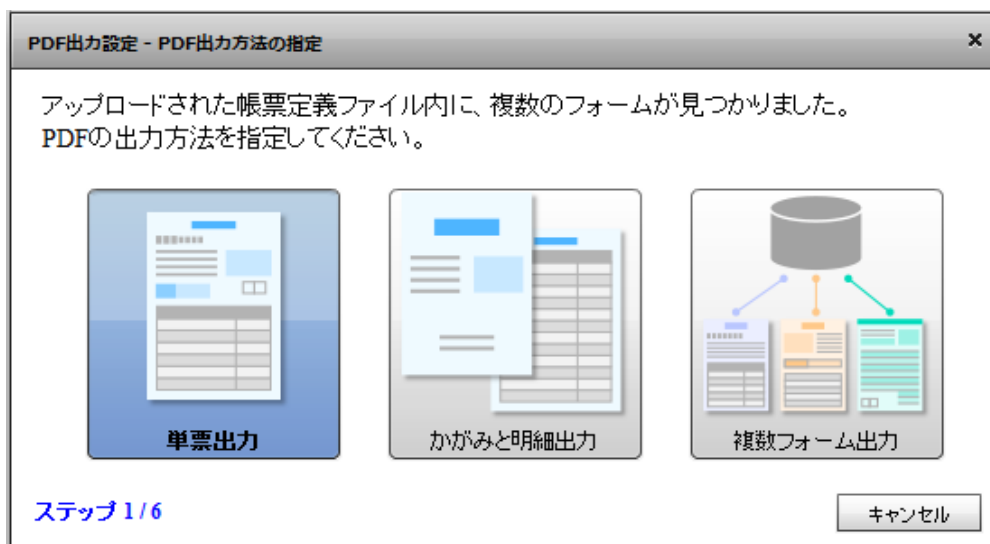 PDF出力設定 - PDF出力方法の指定
×
アップロードされた帳票定義ファイル内に、複数のフォームが見つかりました。
PDFの出力方法を指定してください。
単票出力
かがみと明細出力
複数フォーム出力
ステップ 1 / 6
キャンセル